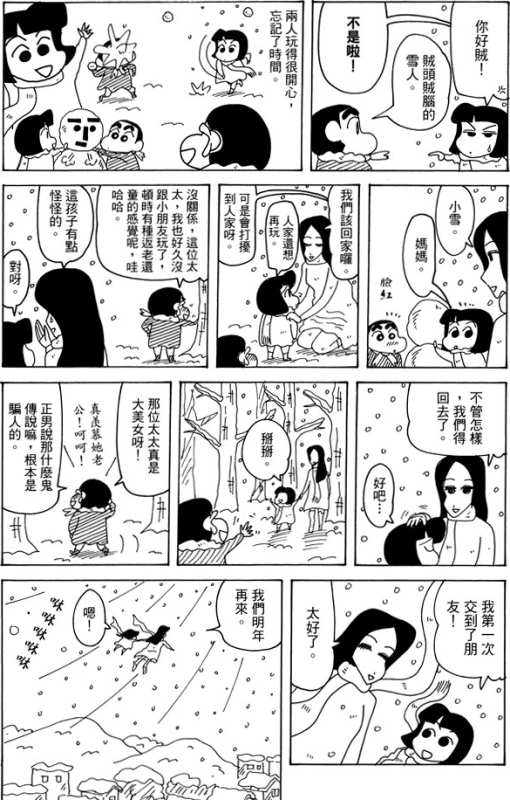 你好賊！
賊頭賊腦的
雪人。
不是啦！
兩人玩得很開心，
忘記了時間。
小雪。
媽媽。
臉紅
我們該回家囉。
人家還想
再玩。
可是會打擾
到人家呀。
沒關係，這位太
太，我也好久沒
跟小朋友玩了，
頓時有種返老還
童的感覺呢，哇
哈哈。
這孩子有點
怪怪的。
對呀。
不管怎樣
，我們得
回去了。
好吧…
掰掰。
那位太太真是
大美女呀！
真羨慕她老
公！呵呵！
正男說那什麼鬼
傳說嘛，根本是
騙人的。
我第一次
交到了朋
友！
太好了。
我們明年
再來。
嗯！
咻
咻
咻
咻